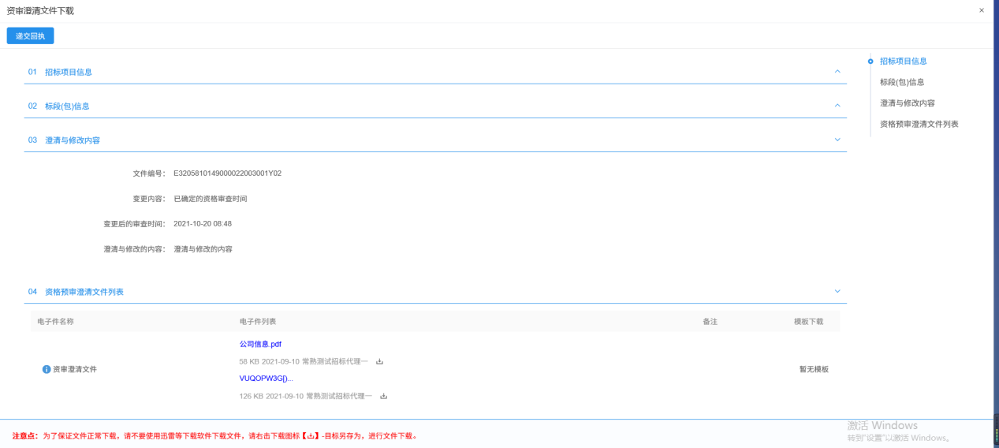 资审澄清文件下载
×
递交回执
01 招标项目信息
02 标段(包)信息
03 澄清与修改内容
文件编号： E3205810149000022003001Y02
变更内容： 已确定的资格审查时间
变更后的审查时间： 2021-10-20 08:48
澄清与修改的内容： 澄清与修改的内容
04 资格预审澄清文件列表
电子件名称 电子件列表 备注 模板下载
公司信息.pdf
58 KB 2021-09-10 常熟测试招标代理一
资审澄清文件 暂无模板
VUQOPW3G[)...
126 KB 2021-09-10 常熟测试招标代理一
招标项目信息
标段(包)信息
澄清与修改内容
资格预审澄清文件列表
注意点：为了保证文件正常下载，请不要使用迅雷等下载软件下载文件，请右击下载图标【】-目标另存为，进行文件下载。
激活 Windows
转到"设置"以激活 Windows。